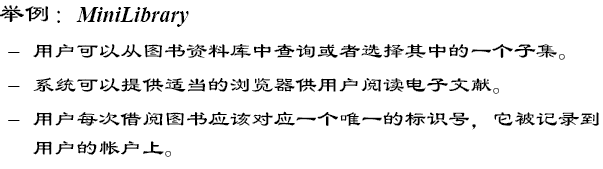 举例：MiniLibrary
– 用户可以从图书资料库中查询或者选择其中的一个子集。
– 系统可以提供适当的浏览器供用户阅读电子文献。
– 用户每次借阅图书应该对应一个唯一的标识号，它被记录到
用户的帐户上。